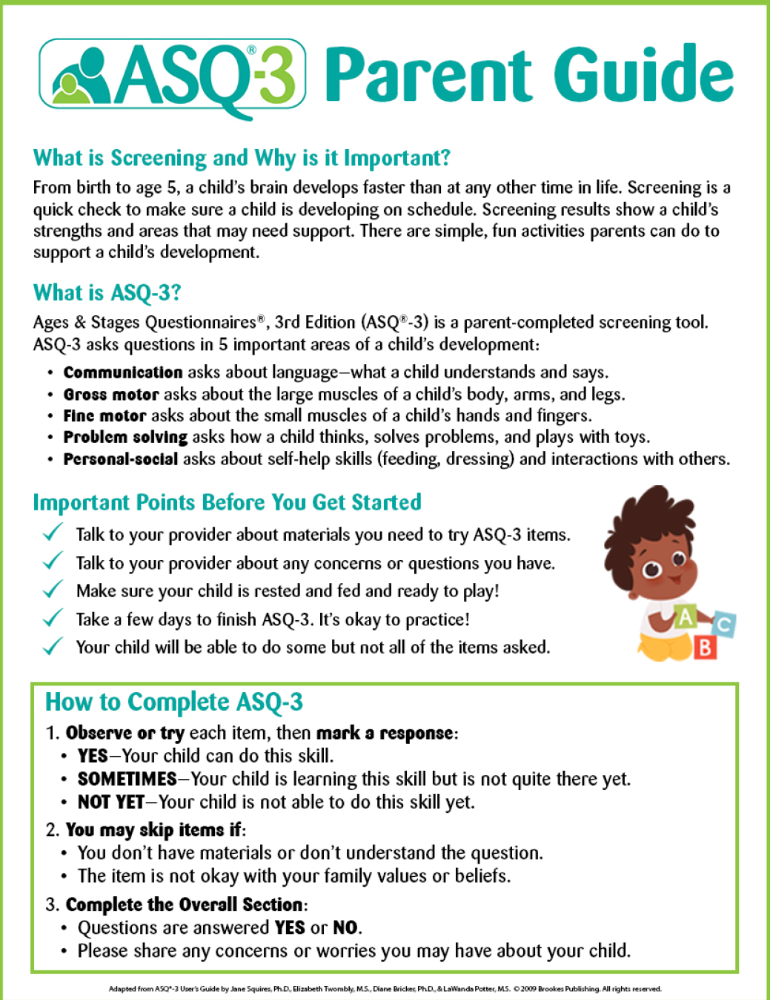 ASQ®-3 Parent Guide
What is Screening and Why is it Important?
From birth to age 5, a child's brain develops faster than at any other time in life. Screening is a
quick check to make sure a child is developing on schedule. Screening results show a child's
strengths and areas that may need support. There are simple, fun activities parents can do to
support a child's development.
What is ASQ-3?
Ages & Stages Questionnaires®, 3rd Edition (ASQ®-3) is a parent-completed screening tool.
ASQ-3 asks questions in 5 important areas of a child's development:
• Communication asks about language—what a child understands and says.
• Gross motor asks about the large muscles of a child's body, arms, and legs.
• Fine motor asks about the small muscles of a child's hands and fingers.
• Problem solving asks how a child thinks, solves problems, and plays with toys.
• Personal-social asks about self-help skills (feeding, dressing) and interactions with others.
Important Points Before You Get Started
✓ Talk to your provider about materials you need to try ASQ-3 items.
✓ Talk to your provider about any concerns or questions you have.
✓ Make sure your child is rested and fed and ready to play!
✓ Take a few days to finish ASQ-3. It's okay to practice!
✓ Your child will be able to do some but not all of the items asked.
A
C
B
How to Complete ASQ-3
1. Observe or try each item, then mark a response:
• YES—Your child can do this skill.
• SOMETIMES—Your child is learning this skill but is not quite there yet.
• NOT YET—Your child is not able to do this skill yet.
2. You may skip items if:
• You don't have materials or don't understand the question.
• The item is not okay with your family values or beliefs.
3. Complete the Overall Section:
• Questions are answered YES or NO.
• Please share any concerns or worries you may have about your child.
Adapted from ASQ®-3 User's Guide by Jane Squires, Ph.D., Elizabeth Twombly, M.S., Diane Bricker, Ph.D., & LaWanda Potter, M.S. © 2009 Brookes Publishing. All rights reserved.